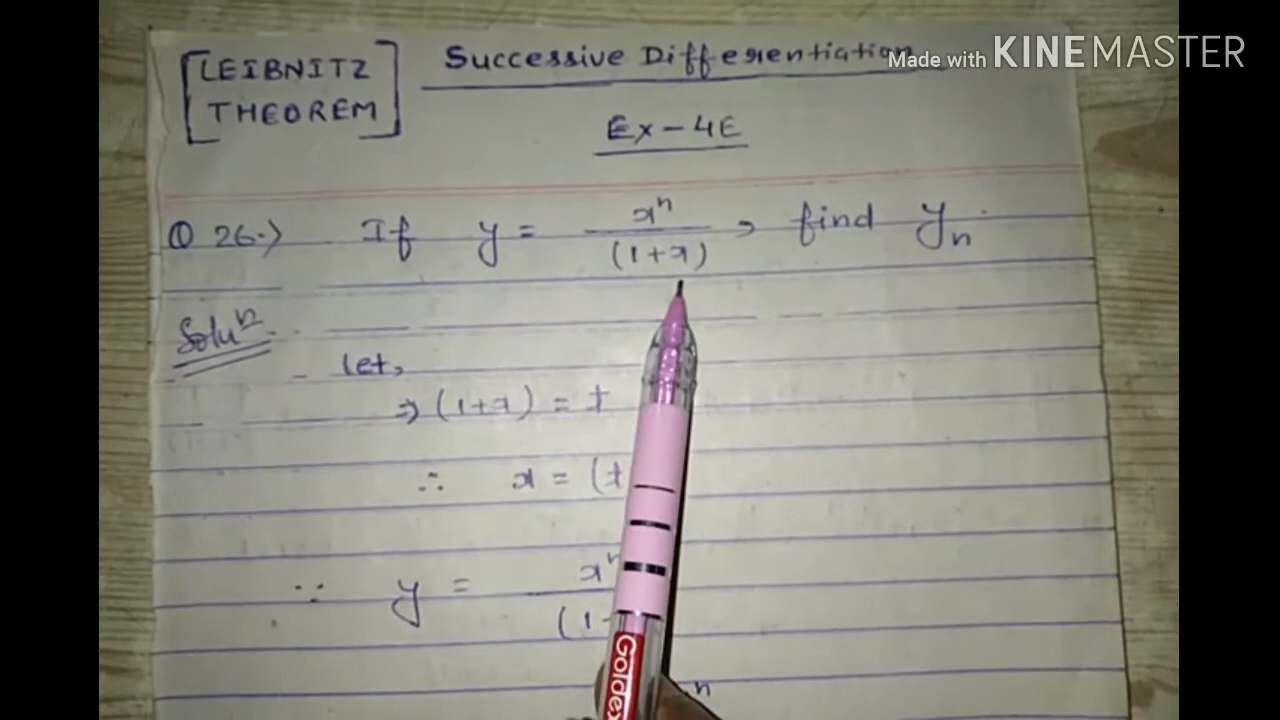 Made with KINEMASTER
[LEIBNITZ THEOREM]
Successive Differentiation
Ex-4E
Q 26.) If y = x^n / (1+x) , find y_n.
Solu^n
let,
⇒ (1+x) = t
∴ x = (t
∵ y = x^n
(1
n
Goldex